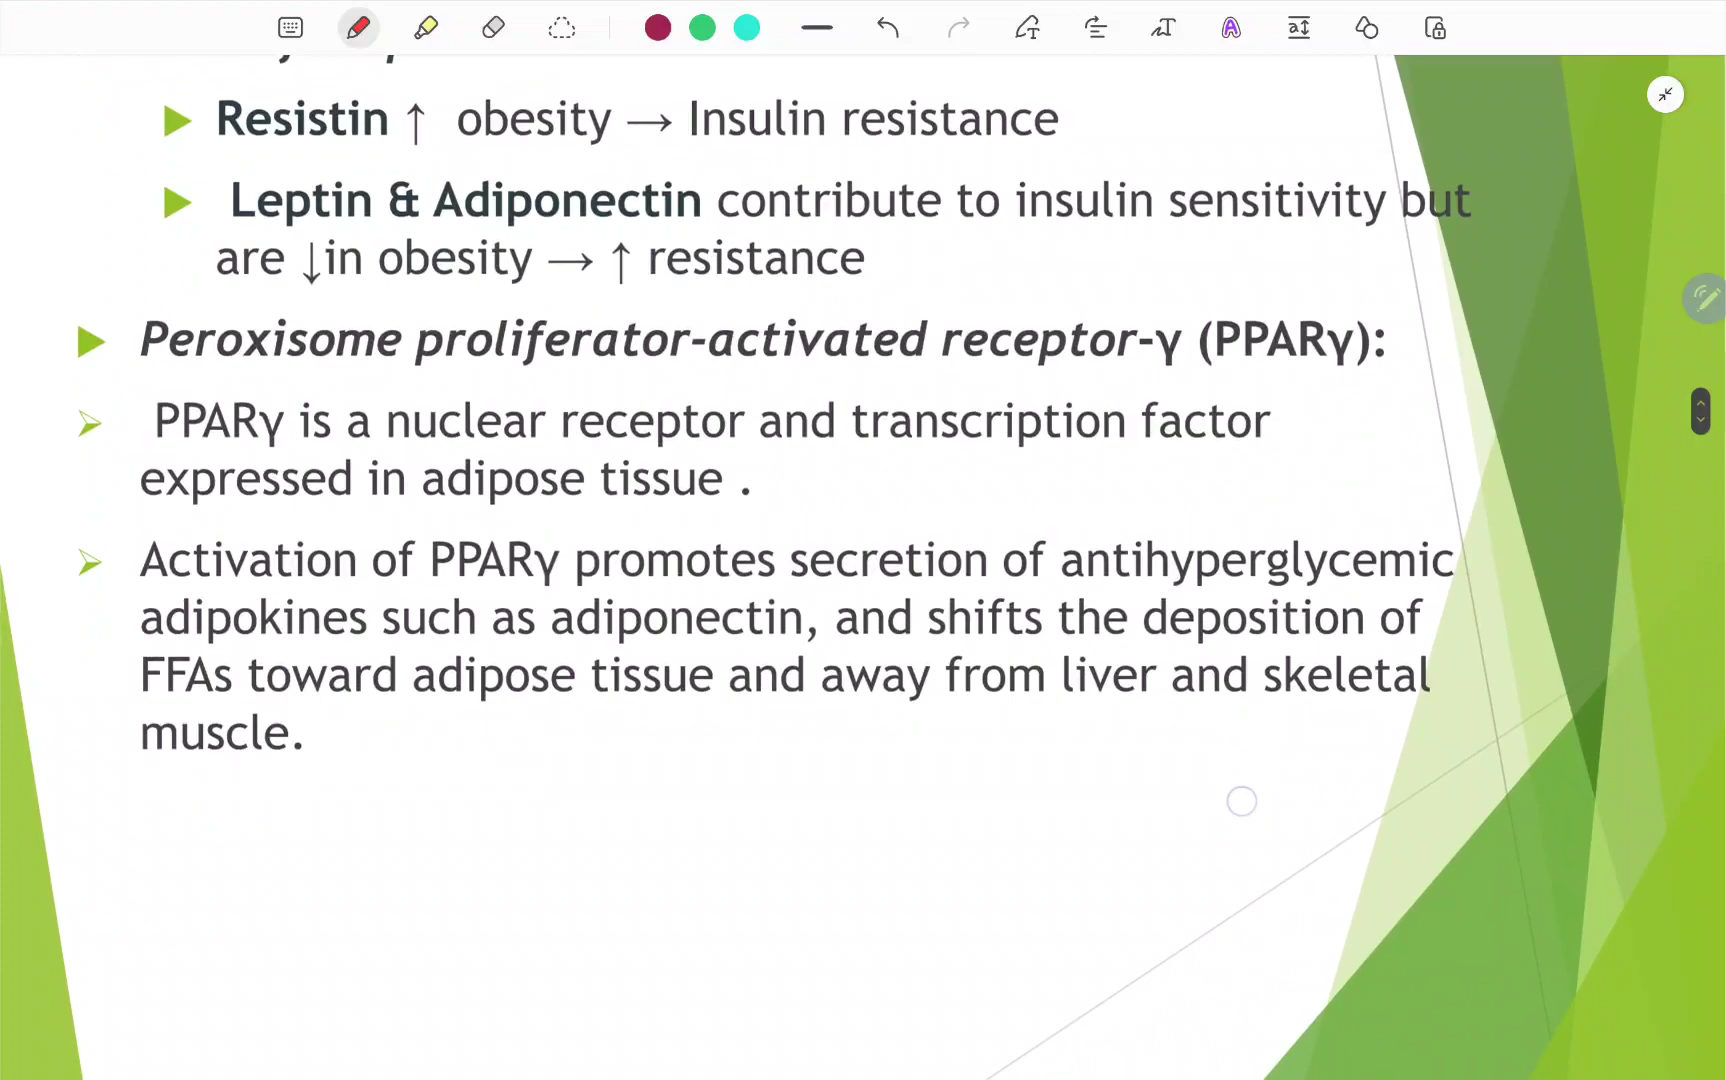 Resistin ↑ obesity → Insulin resistance
Leptin & Adiponectin contribute to insulin sensitivity but
are ↓in obesity → ↑ resistance
Peroxisome proliferator-activated receptor-γ (PPARγ):
PPARγ is a nuclear receptor and transcription factor
expressed in adipose tissue .
Activation of PPARγ promotes secretion of antihyperglycemic
adipokines such as adiponectin, and shifts the deposition of
FFAs toward adipose tissue and away from liver and skeletal
muscle.